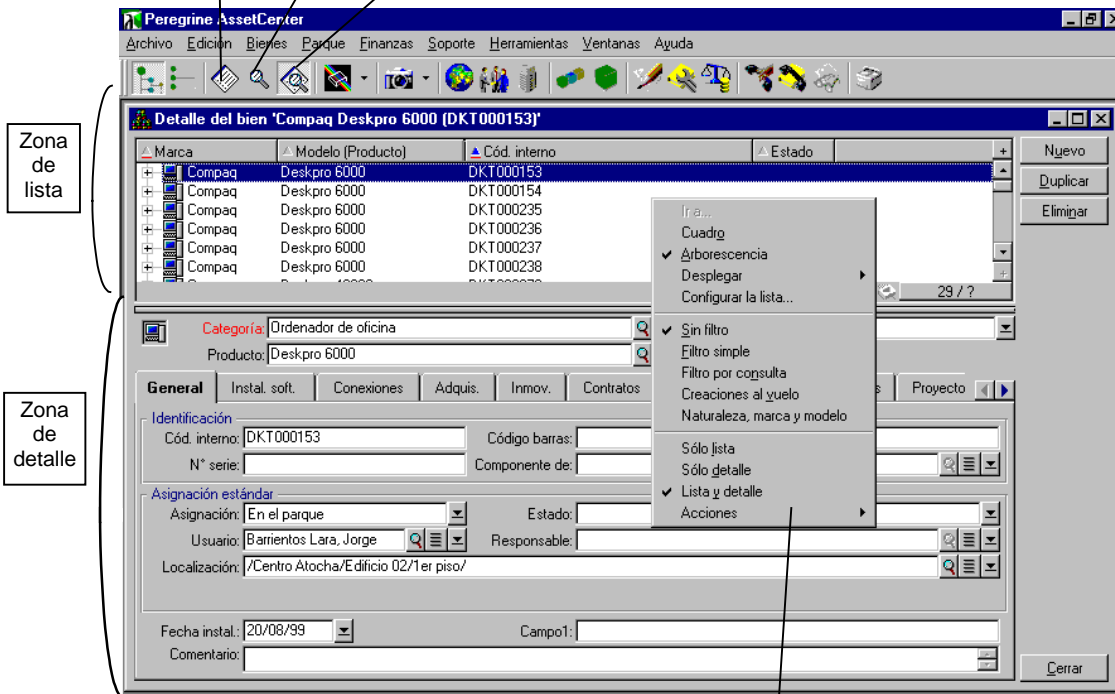 Peregrine AssetCenter
Archivo Edición Bienes Parque Finanzas Soporte Herramientas Ventanas Ayuda
Zona de lista
Detalle del bien 'Compaq Deskpro 6000 (DKT000153)'
Marca Modelo (Producto) Cód. interno Estado
Compaq Deskpro 6000 DKT000153
Compaq Deskpro 6000 DKT000154
Compaq Deskpro 6000 DKT000235
Compaq Deskpro 6000 DKT000236
Compaq Deskpro 6000 DKT000237
Compaq Deskpro 6000 DKT000238
29 / ?
Nuevo
Duplicar
Eliminar
Ir a...
Cuadro
Arborescencia
Desplegar
Configurar la lista...
Sin filtro
Filtro simple
Filtro por consulta
Creaciones al vuelo
Naturaleza, marca y modelo
Sólo lista
Sólo detalle
Lista y detalle
Acciones
Zona de detalle
Categoría: Ordenador de oficina
Producto: Deskpro 6000
General Instal. soft. Conexiones Adquis. Inmov. Contratos s Proyecto
Identificación
Cód. interno: DKT000153 Código barras:
N° serie: Componente de:
Asignación estándar
Asignación: En el parque Estado:
Usuario: Barrientos Lara, Jorge Responsable:
Localización: /Centro Atocha/Edificio 02/1er piso/
Fecha instal.: 20/08/99 Campo1:
Comentario:
Cerrar